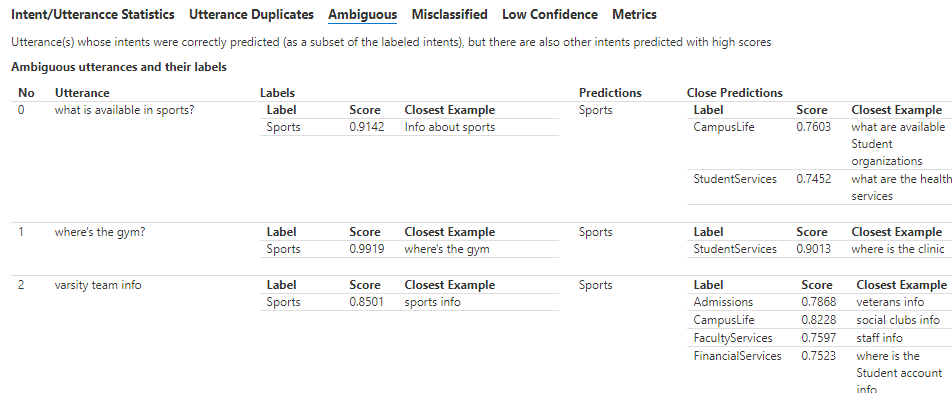 Intent/Utterancce Statistics Utterance Duplicates Ambiguous Misclassified Low Confidence Metrics
Utterance(s) whose intents were correctly predicted (as a subset of the labeled intents), but there are also other intents predicted with high scores
Ambiguous utterances and their labels
No Utterance Labels Predictions Close Predictions
0 what is available in sports? Label Score Closest Example Sports Label Score Closest Example
Sports 0.9142 Info about sports CampusLife 0.7603 what are available
Student
organizations
StudentServices 0.7452 what are the health
services
1 where's the gym? Label Score Closest Example Sports Label Score Closest Example
Sports 0.9919 where's the gym StudentServices 0.9013 where is the clinic
2 varsity team info Label Score Closest Example Sports Label Score Closest Example
Sports 0.8501 sports info Admissions 0.7868 veterans info
CampusLife 0.8228 social clubs info
FacultyServices 0.7597 staff info
FinancialServices 0.7523 where is the
Student account
info